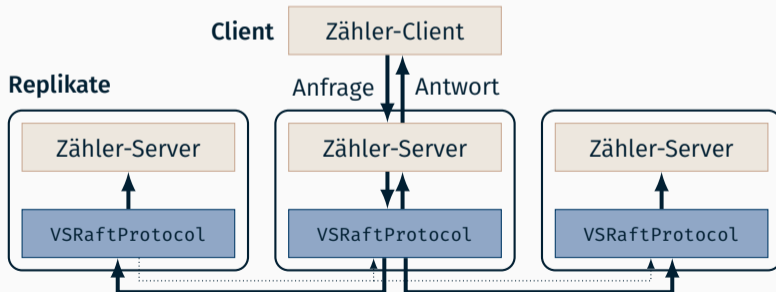 Client
Zähler-Client
Anfrage
Antwort
Replikate
Zähler-Server
Zähler-Server
Zähler-Server
VSRaftProtocol
VSRaftProtocol
VSRaftProtocol